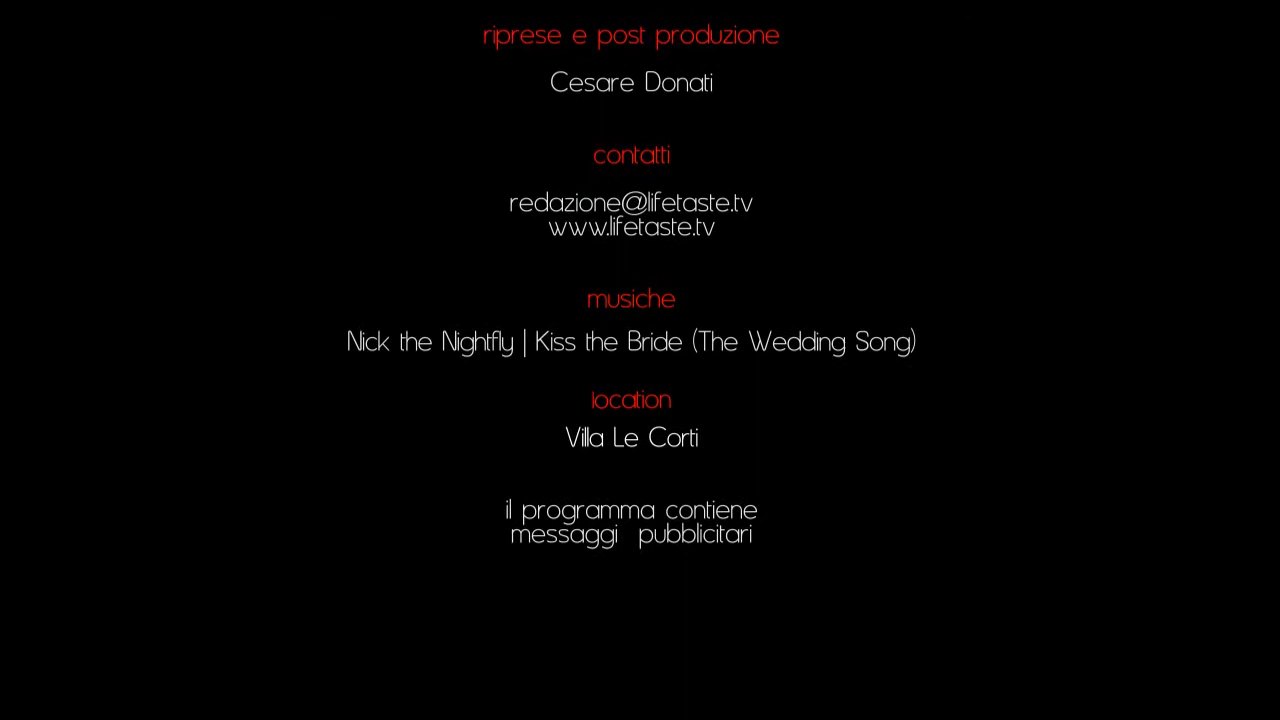 riprese e post produzione
Cesare Donati
contatti
redazione@lifetaste.tv
www.lifetaste.tv
musiche
Nick the Nightfly | Kiss the Bride (The Wedding Song)
location
Villa Le Corti
il programma contiene
messaggi pubblicitari